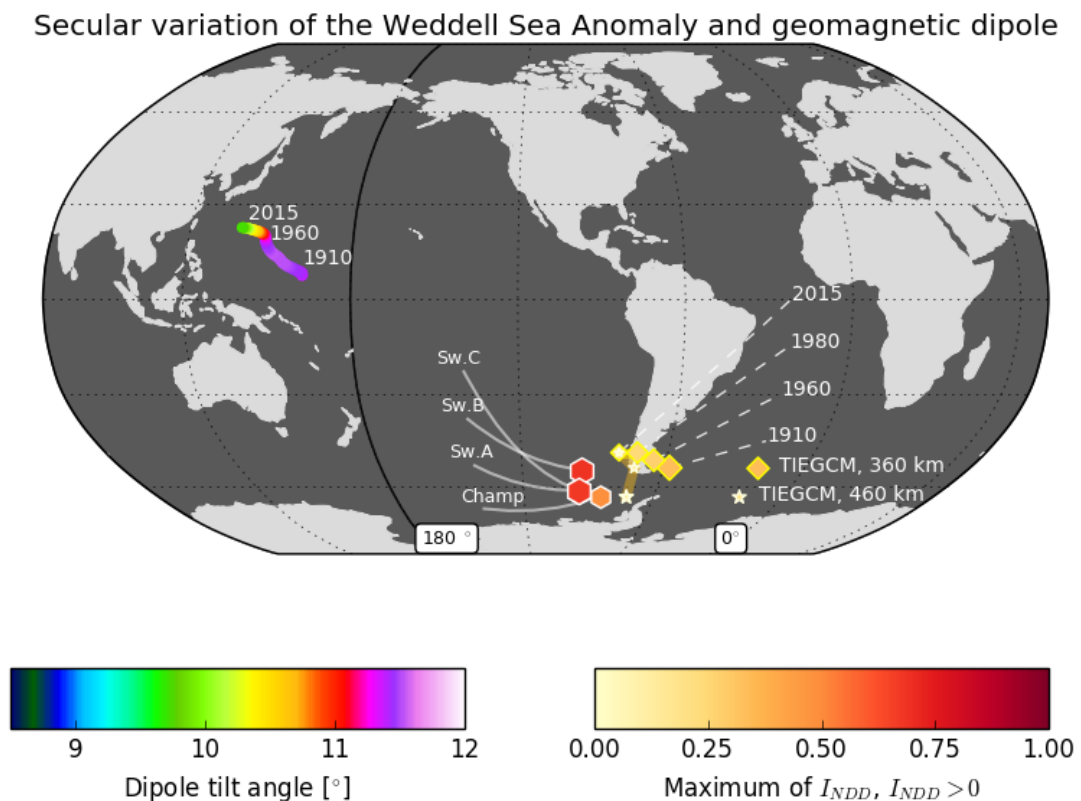 Secular variation of the Weddell Sea Anomaly and geomagnetic dipole
2015
1960
1910
2015
1980
1960
1910
Sw.C
Sw.B
Sw.A
Champ
TIEGCM, 360 km
TIEGCM, 460 km
180 °
0°
9 10 11 12
Dipole tilt angle [°]
0.00 0.25 0.50 0.75 1.00
Maximum of I_NDD, I_NDD > 0